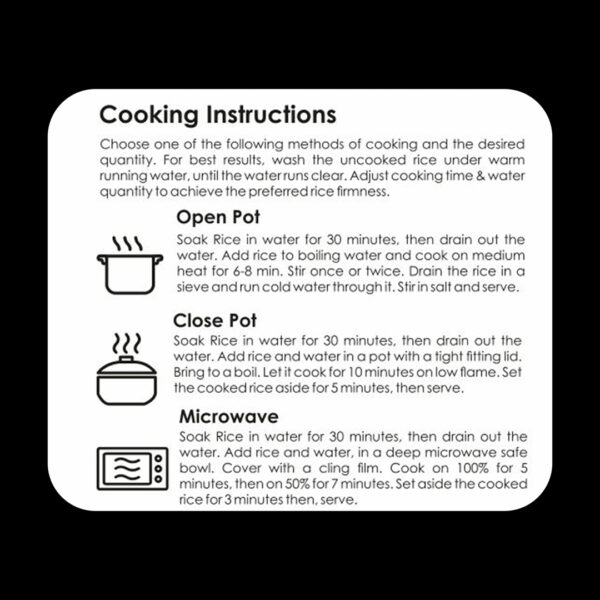 Cooking Instructions
Choose one of the following methods of cooking and the desired
quantity. For best results, wash the uncooked rice under warm
running water, until the water runs clear. Adjust cooking time & water
quantity to achieve the preferred rice firmness.
Open Pot
Soak Rice in water for 30 minutes, then drain out the
water. Add rice to boiling water and cook on medium
heat for 6-8 min. Stir once or twice. Drain the rice in a
sieve and run cold water through it. Stir in salt and serve.
Close Pot
Soak Rice in water for 30 minutes, then drain out the
water. Add rice and water in a pot with a tight fitting lid.
Bring to a boil. Let it cook for 10 minutes on low flame. Set
the cooked rice aside for 5 minutes, then serve.
Microwave
Soak Rice in water for 30 minutes, then drain out the
water. Add rice and water, in a deep microwave safe
bowl. Cover with a cling film. Cook on 100% for 5
minutes, then on 50% for 7 minutes. Set aside the cooked
rice for 3 minutes then, serve.